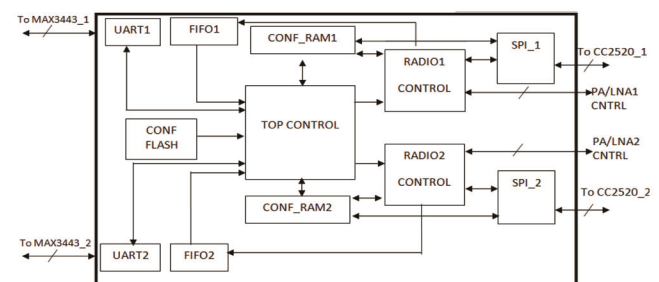 To MAX3443_1
UART1
FIFO1
CONF_RAM1
RADIO1
CONTROL
SPI_1
To CC2520_1
PA/LNA1
CNTRL
CONF
FLASH
TOP CONTROL
RADIO2
CONTROL
PA/LNA2
CNTRL
SPI_2
To CC2520_2
CONF_RAM2
To MAX3443_2
UART2
FIFO2